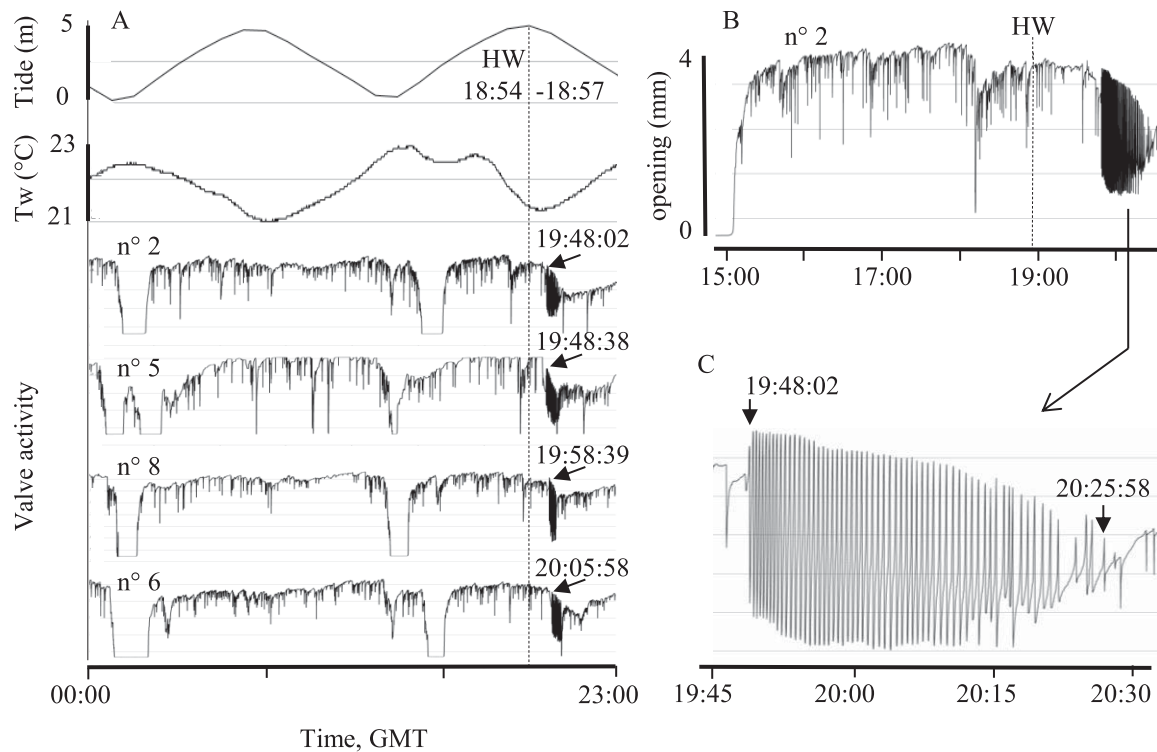 A
Tide (m)
5
0
HW
18:54 -18:57
Tw (°C)
23
21
Valve activity
n° 2
19:48:02
n° 5
19:48:38
n° 8
19:58:39
n° 6
20:05:58
00:00
23:00
Time, GMT
B
HW
n° 2
opening (mm)
4
0
15:00
17:00
19:00
C
19:48:02
20:25:58
19:45
20:00
20:15
20:30